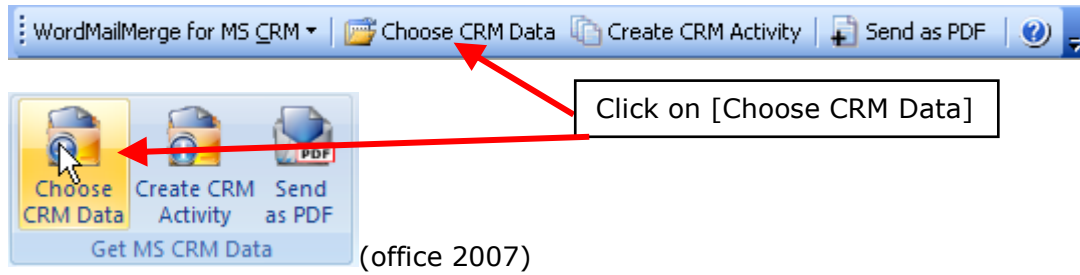 WordMailMerge for MS CRM Choose CRM Data Create CRM Activity Send as PDF ?
Click on [Choose CRM Data]
PDF
Choose Create CRM Send
CRM Data Activity as PDF
Get MS CRM Data
(office 2007)